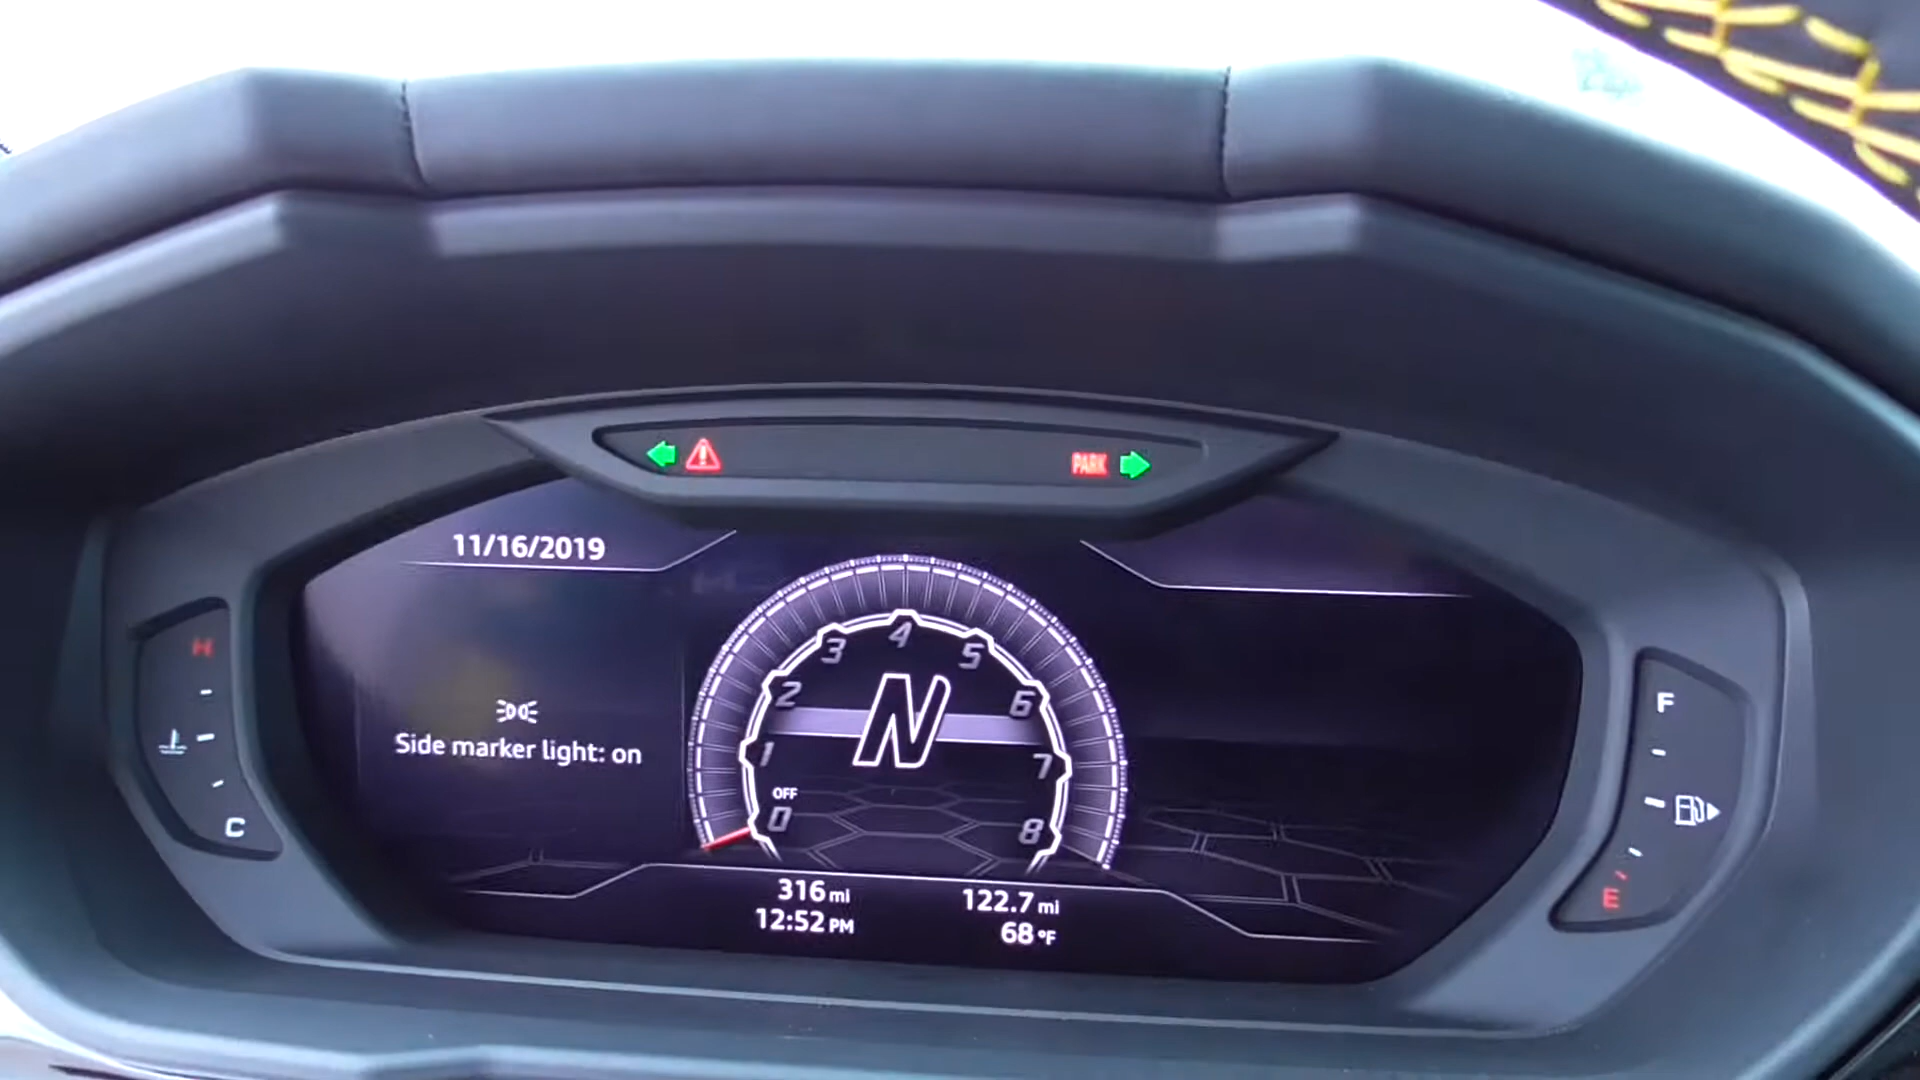 PARK
11/16/2019
H
C
Side marker light: on
OFF
0
1
2
3
4
5
6
7
8
N
F
E
316 mi
122.7 mi
12:52 PM
68 °F